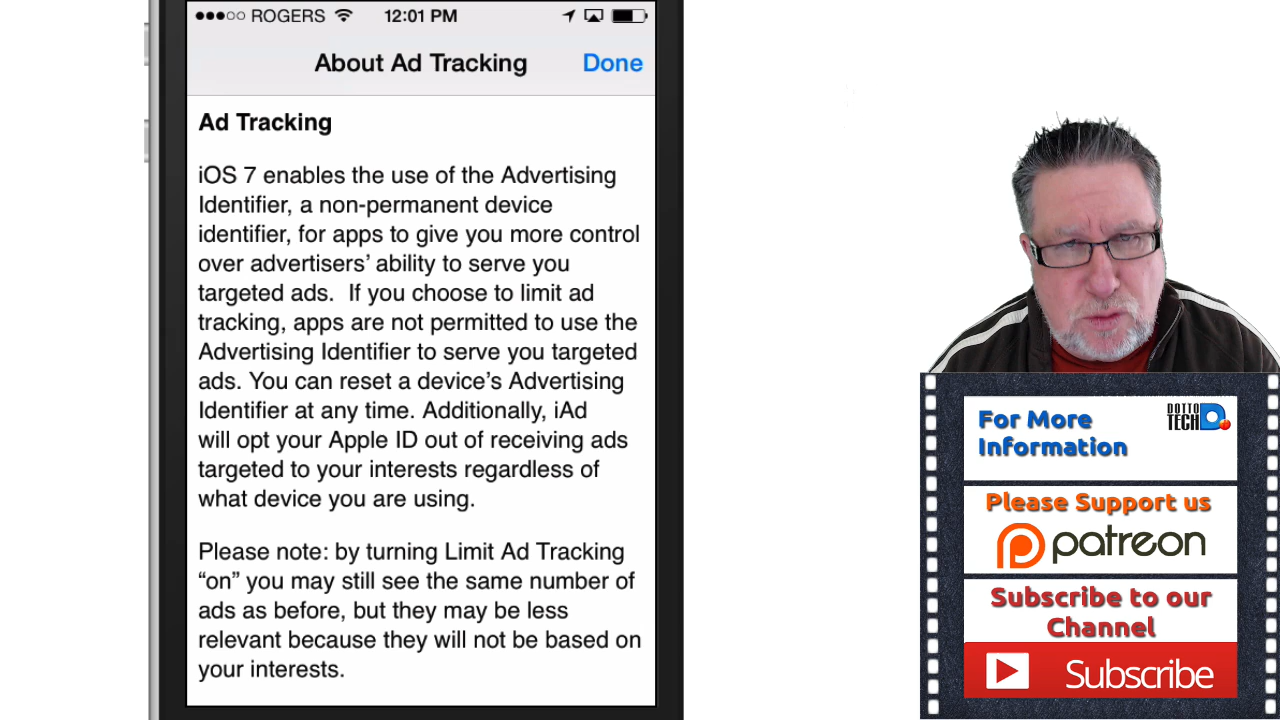 ROGERS 12:01 PM
About Ad Tracking Done
Ad Tracking
iOS 7 enables the use of the Advertising
Identifier, a non-permanent device
identifier, for apps to give you more control
over advertisers’ ability to serve you
targeted ads.  If you choose to limit ad
tracking, apps are not permitted to use the
Advertising Identifier to serve you targeted
ads. You can reset a device’s Advertising
Identifier at any time. Additionally, iAd
will opt your Apple ID out of receiving ads
targeted to your interests regardless of
what device you are using.
Please note: by turning Limit Ad Tracking
“on” you may still see the same number of
ads as before, but they may be less
relevant because they will not be based on
your interests.
For More
Information
DOTTO
TECH
Please Support us
patreon
Subscribe to our
Channel
Subscribe